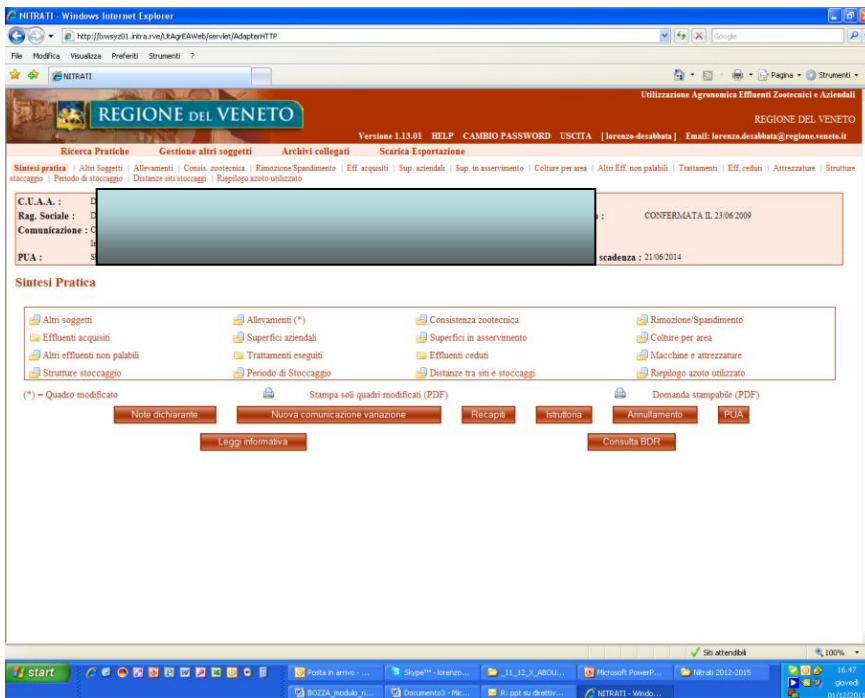 NITRATI - Windows Internet Explorer
http://bvwsyz01.intra.rve/UtAgrEAWeb/servlet/AdapterHTTP
Google
File Modifica Visualizza Preferiti Strumenti ?
NITRATI
Pagina Strumenti
Utilizzazione Agronomica Effluenti Zootecnici e Aziendali
REGIONE DEL VENETO
REGIONE DEL VENETO
Versione 1.13.01 HELP CAMBIO PASSWORD USCITA [ lorenzo-desabbata ] Email: lorenzo.desabbata@regione.veneto.it
Ricerca Pratiche Gestione altri soggetti Archivi collegati Scarica Esportazione
Sintesi pratica | Altri Soggetti | Allevamenti | Consis. zootecnica | Rimozione/Spandimento | Eff. acquisiti | Sup. aziendali | Sup. in asservimento | Colture per area | Altri Eff. non palabili | Trattamenti | Eff. ceduti | Attrezzature | Strutture
stoccaggio | Periodo di stoccaggio | Distanze siti/stoccaggi | Riepilogo azoto utilizzato
C.U.A.A. : D
Rag. Sociale : D : CONFERMATA IL 23/06/2009
Comunicazione : C
PUA : scadenza : 21/06/2014
Sintesi Pratica
Altri soggetti Allevamenti (*) Consistenza zootecnica Rimozione/Spandimento
Effluenti acquisiti Superfici aziendali Superfici in asservimento Colture per area
Altri effluenti non palabili Trattamenti eseguiti Effluenti ceduti Macchine e attrezzature
Strutture stoccaggio Periodo di Stoccaggio Distanze tra siti e stoccaggi Riepilogo azoto utilizzato
(*) = Quadro modificato Stampa soli quadri modificati (PDF) Domanda stampabile (PDF)
Note dichiarante Nuova comunicazione variazione Recapiti Istruttoria Annullamento PUA
Leggi informativa Consulta BDR
Siti attendibili 100%
start Posta in arrivo - ... Skype™ - lorenzo... _11_12_X_ABOU... Microsoft PowerP... Nitrati 2012-2015 16.47
giovedì
BOZZA_modulo_ri... Documento3 - Mic... R: ppt su direttiv... NITRATI - Windo...